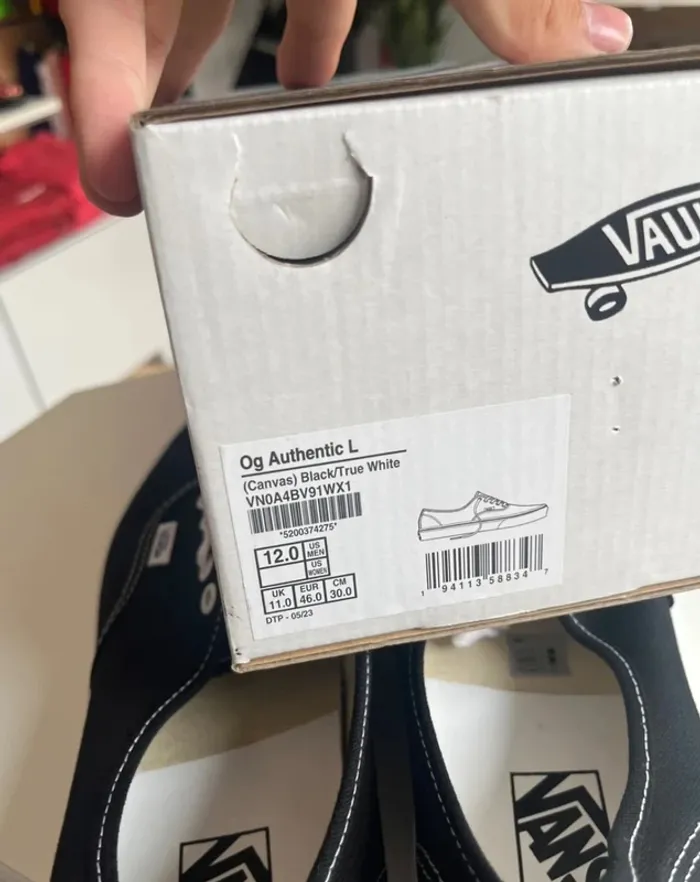 VAU
Og Authentic L
(Canvas) Black/True White
VN0A4BV91WX1
*5200374275*
12.0 US MEN
US WOMEN
UK 11.0 EUR 46.0 CM 30.0
DTP - 05/23
1 94113 58834 7
VANS